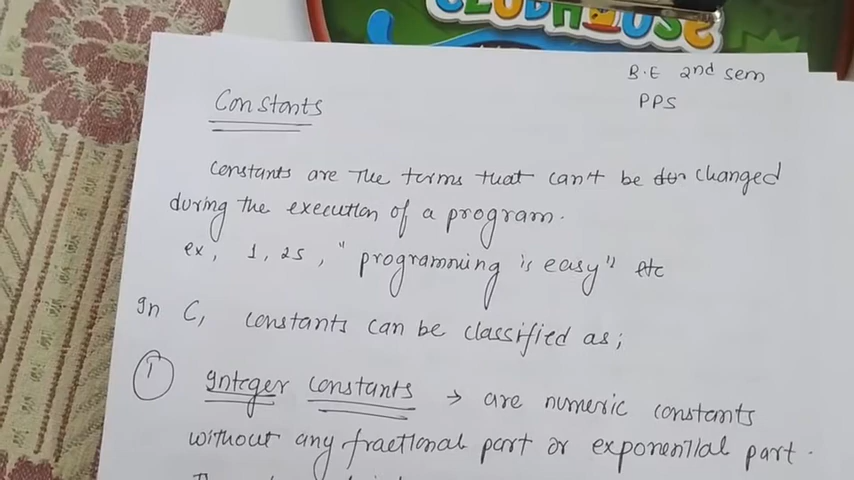 CLUBHOUSE
B.E 2nd sem
PPS
Constants
Constants are the terms that can't be changed
during the execution of a program.
ex, 1, 25, "programming is easy" etc
In C, constants can be classified as;
1 Integer constants → are numeric constants
without any fractional part or exponential part.